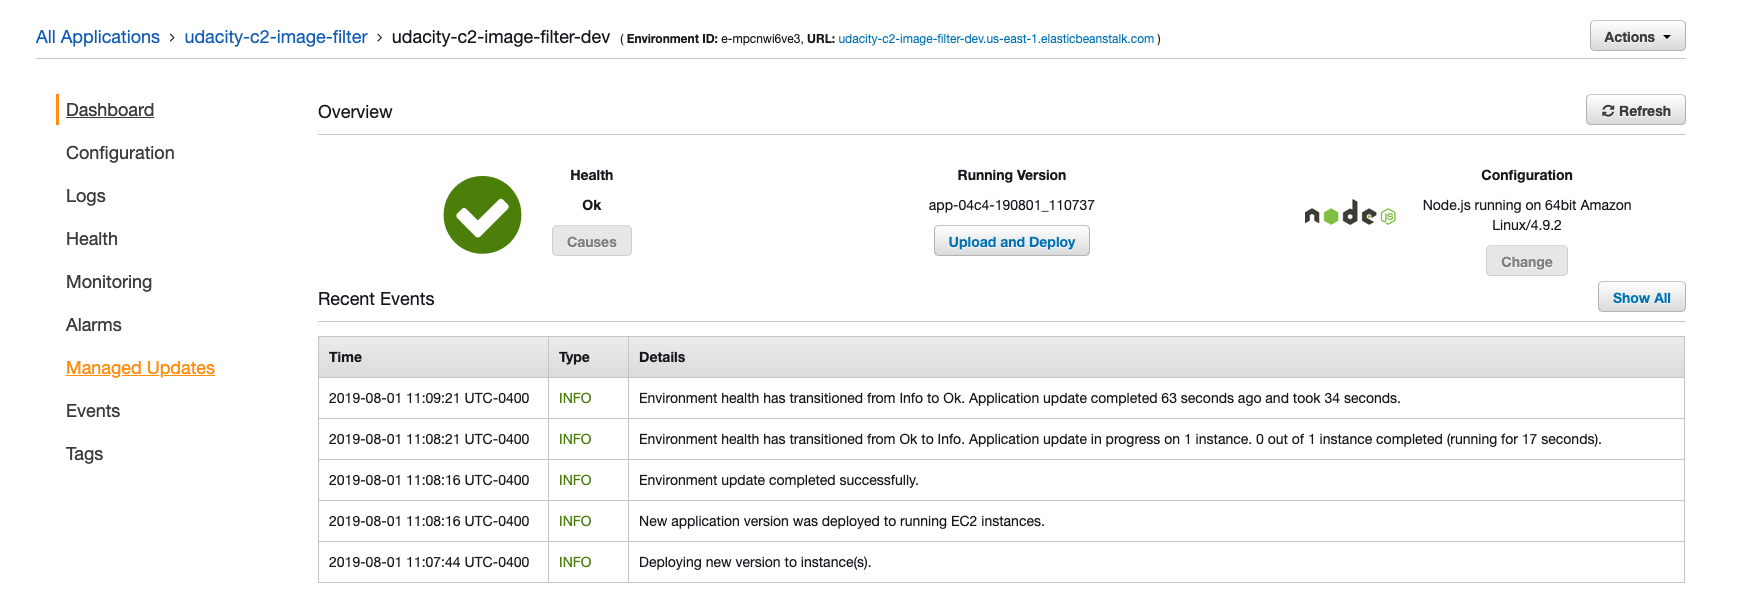 All Applications › udacity-c2-image-filter › udacity-c2-image-filter-dev ( Environment ID: e-mpcnwi6ve3, URL: udacity-c2-image-filter-dev.us-east-1.elasticbeanstalk.com )
Actions
Dashboard
Configuration
Logs
Health
Monitoring
Alarms
Managed Updates
Events
Tags
Overview
Refresh
Health
Ok
Causes
Running Version
app-04c4-190801_110737
Upload and Deploy
node JS
Configuration
Node.js running on 64bit Amazon
Linux/4.9.2
Change
Recent Events
Show All
Time Type Details
2019-08-01 11:09:21 UTC-0400 INFO Environment health has transitioned from Info to Ok. Application update completed 63 seconds ago and took 34 seconds.
2019-08-01 11:08:21 UTC-0400 INFO Environment health has transitioned from Ok to Info. Application update in progress on 1 instance. 0 out of 1 instance completed (running for 17 seconds).
2019-08-01 11:08:16 UTC-0400 INFO Environment update completed successfully.
2019-08-01 11:08:16 UTC-0400 INFO New application version was deployed to running EC2 instances.
2019-08-01 11:07:44 UTC-0400 INFO Deploying new version to instance(s).